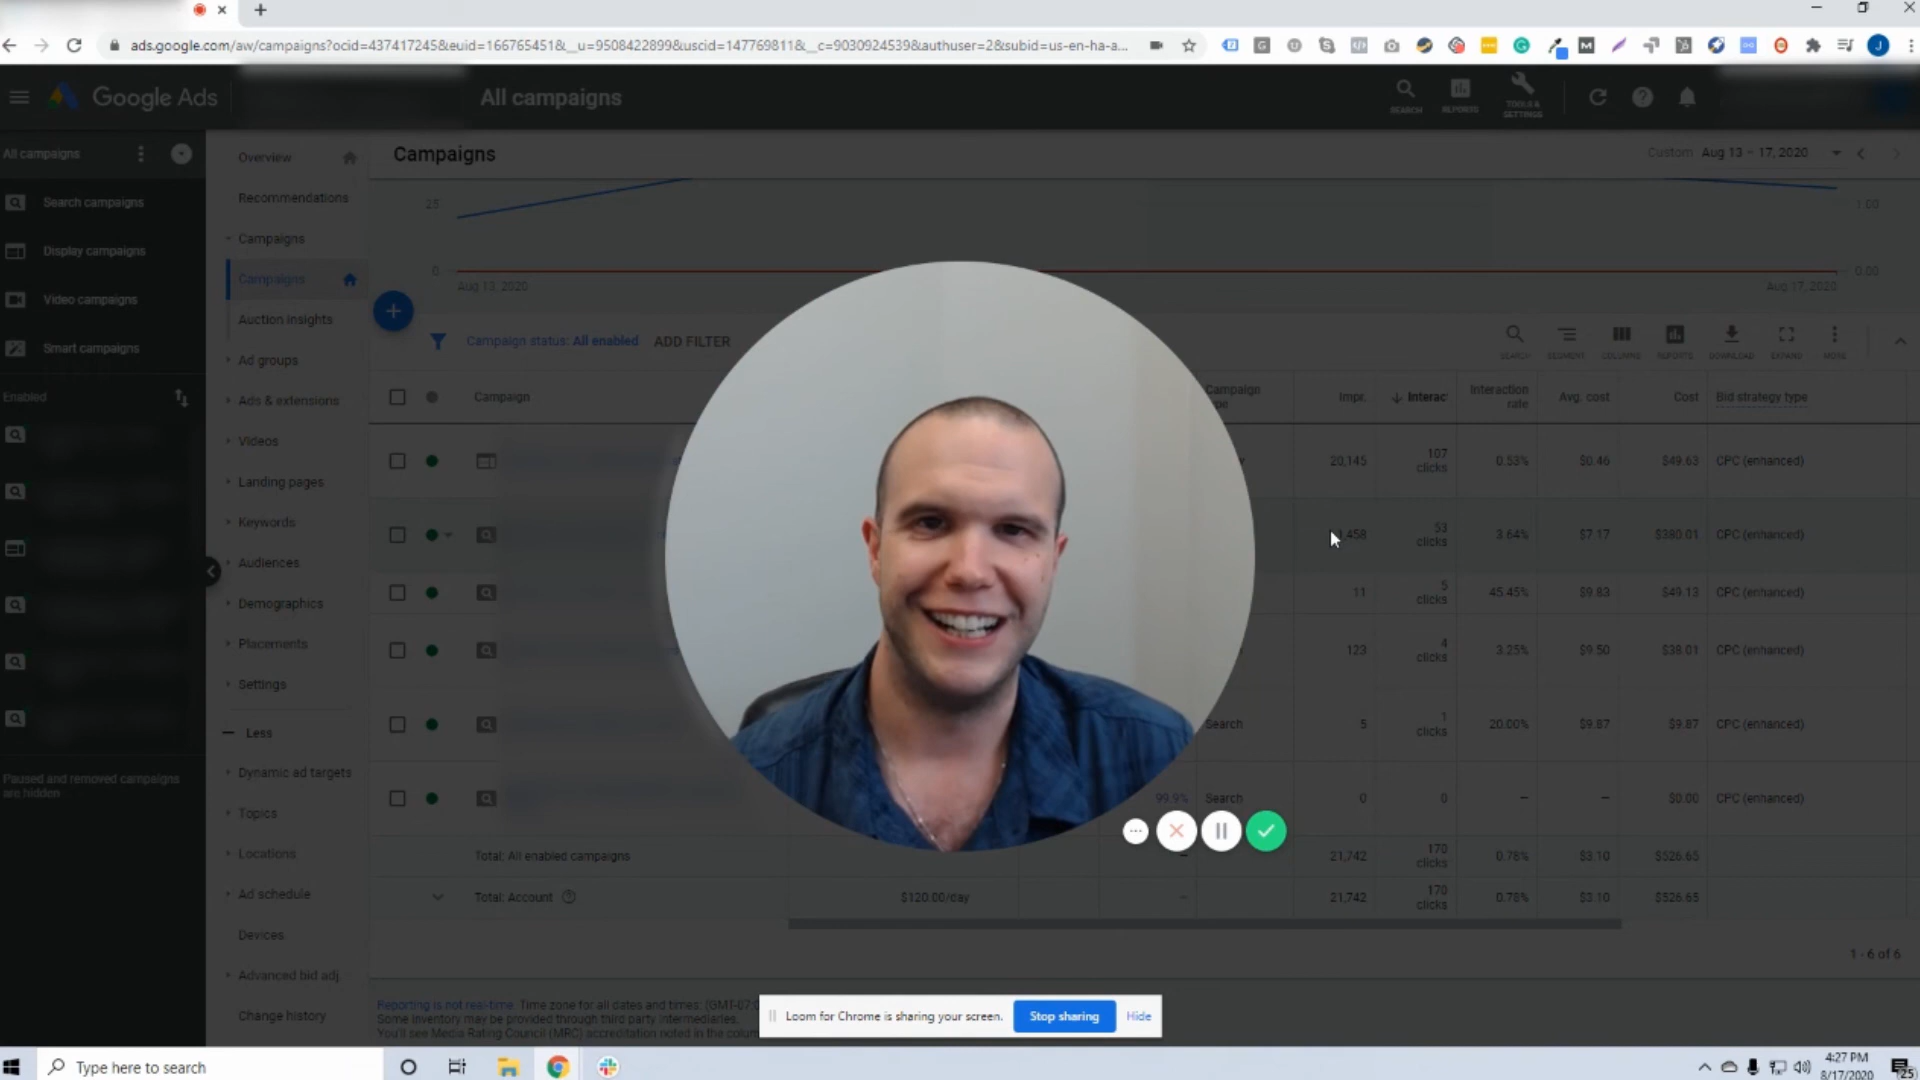 ads.google.com/aw/campaigns?ocid=437417245&euid=166765451&__u=9508422899&uscid=147769811&__c=9030924539&authuser=2&subid=us-en-ha-a...
Google Ads
All campaigns
SEARCH
REPORTS
TOOLS &
SETTINGS
All campaigns
Search campaigns
Display campaigns
Video campaigns
Smart campaigns
Enabled
Paused and removed campaigns
are hidden
Overview
Recommendations
Campaigns
Campaigns
Auction insights
Ad groups
Ads & extensions
Videos
Landing pages
Keywords
Audiences
Demographics
Placements
Settings
Less
Dynamic ad targets
Topics
Locations
Ad schedule
Devices
Advanced bid adj.
Change history
Campaigns
Custom Aug 13 – 17, 2020
25
1.00
0
0.00
Aug 13, 2020
Aug 17, 2020
Campaign status: All enabled ADD FILTER
SEARCH SEGMENT COLUMNS REPORTS DOWNLOAD EXPAND MORE
Campaign
Campaign
Impr.
Interac
Interaction
rate
Avg. cost
Cost
Bid strategy type
20,145 107 clicks 0.53% $0.46 $49.63 CPC (enhanced)
458 53 clicks 3.64% $7.17 $380.01 CPC (enhanced)
11 5 clicks 45.45% $9.83 $49.13 CPC (enhanced)
123 4 clicks 3.25% $9.50 $38.01 CPC (enhanced)
Search 5 1 clicks 20.00% $9.87 $9.87 CPC (enhanced)
99.9% Search 0 0 – – $0.00 CPC (enhanced)
Total: All enabled campaigns – 21,742 170 clicks 0.78% $3.10 $526.65
Total: Account $120.00/day – 21,742 170 clicks 0.78% $3.10 $526.65
1 - 6 of 6
Reporting is not real-time. Time zone for all dates and times: (GMT-07:0
Some inventory may be provided through third party intermediaries.
You'll see Media Rating Council (MRC) accreditation noted in the colum
Loom for Chrome is sharing your screen.
Stop sharing
Hide
Type here to search
4:27 PM
8/17/2020
25